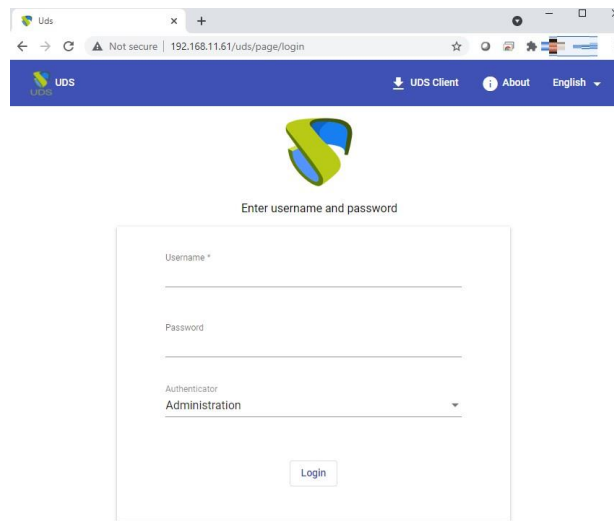 Uds
Not secure 192.168.11.61/uds/page/login
UDS
UDS
UDS Client
About
English
Enter username and password
Username *
Password
Authenticator
Administration
Login